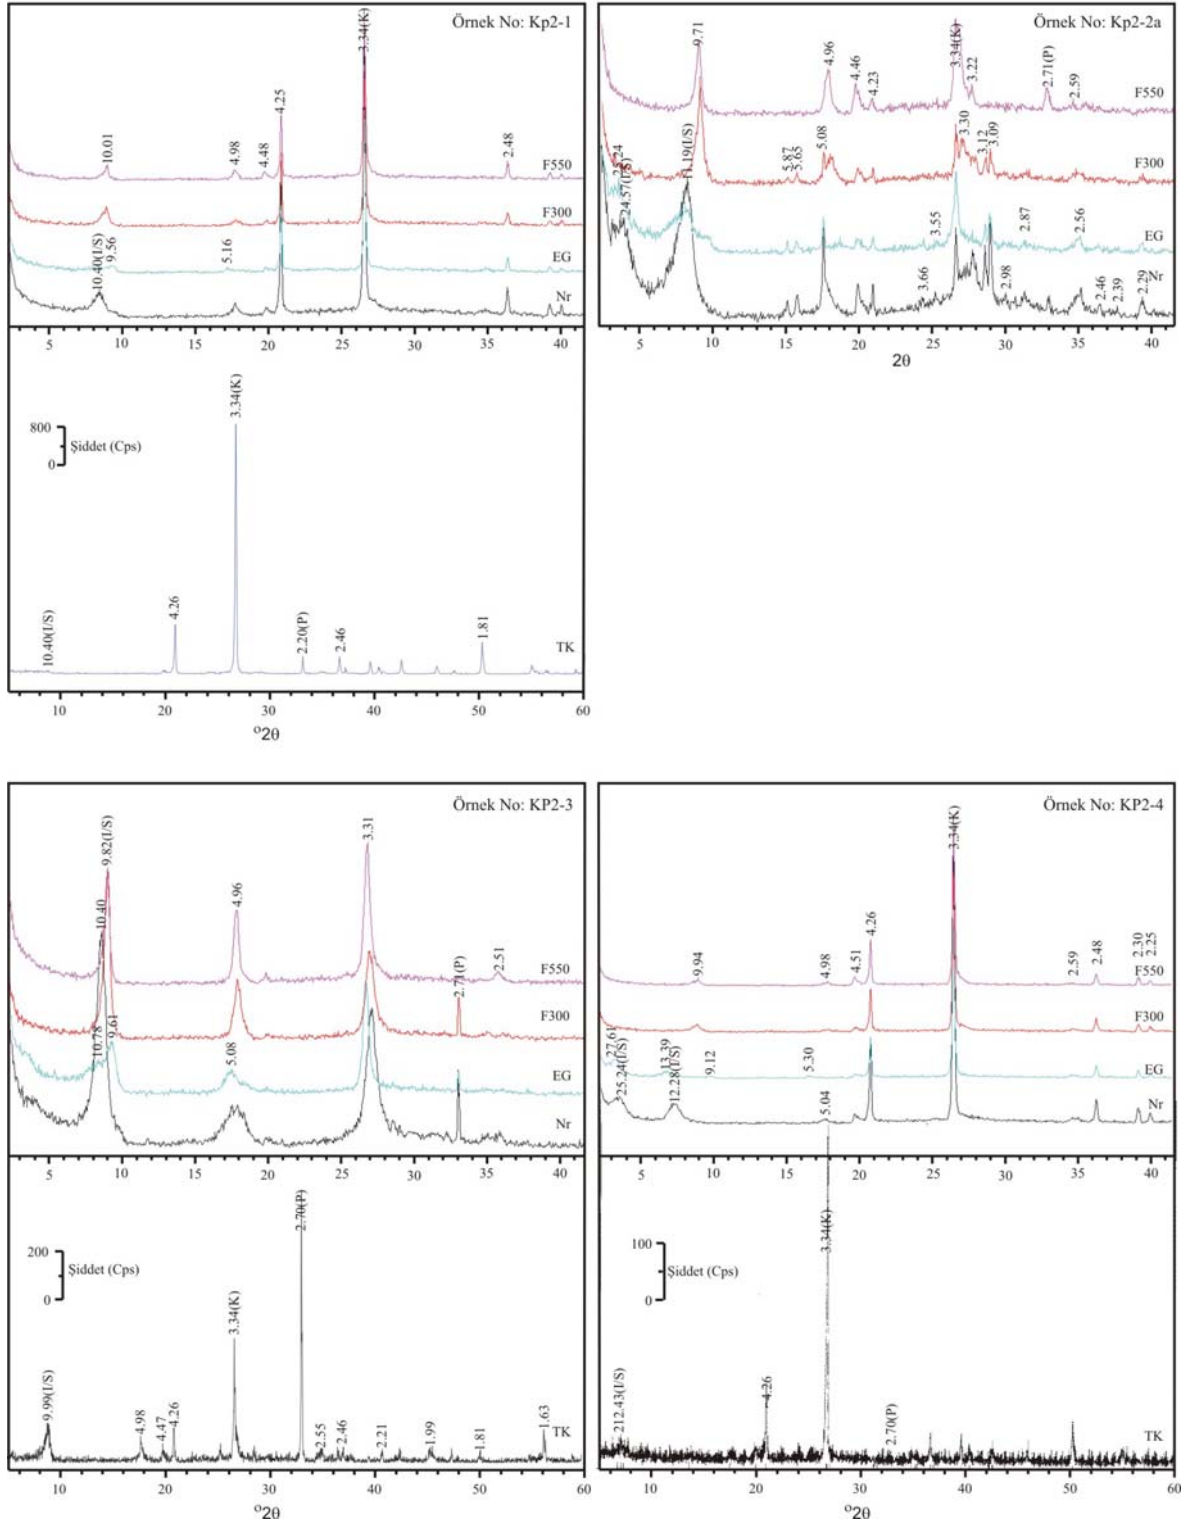 Örnek No: Kp2-1
3.34(K)
4.25
10.01
4.98
4.48
2.48
F550
F300
10.40(I/S)
9.56
5.16
EG
Nr
5 10 20 25 30 35 40
3.34(K)
800
Şiddet (Cps)
0
10.40(I/S)
4.26
2.20(P)
2.46
1.81
TK
10 20 30 40 50 60
°2θ
Örnek No: Kp2-2a
9.71
4.96
4.46
4.23
3.34(K)
3.22
2.71(P)
2.59
F550
24.57(I/S)
11.19(I/S)
5.87
5.65
5.08
3.30
3.12
3.09
F300
3.55
2.87
2.56
EG
3.66
2.98
2.46
2.39
2.29
Nr
5 10 15 20 25 30 35 40
2θ
Örnek No: KP2-3
9.82(I/S)
10.40
4.96
3.31
2.51
F550
2.71(P)
F300
10.78
9.61
5.08
EG
Nr
5 10 20 25 30 35 40
200
Şiddet (Cps)
0
9.99(I/S)
4.98
4.47
4.26
3.34(K)
2.70(P)
2.55
2.46
2.21
1.99
1.81
1.63
TK
10 20 30 40 50 60
°2θ
Örnek No: KP2-4
3.34(K)
4.26
9.94
4.98
4.51
2.59
2.48
2.30
2.25
F550
F300
27.61
25.24(I/S)
13.39
12.28(I/S)
9.12
5.30
EG
5.04
Nr
5 10 15 20 25 30 35 40
100
Şiddet (Cps)
0
212.43(I/S)
4.26
3.34(K)
2.70(P)
TK
10 20 30 40 50 60
°2θ